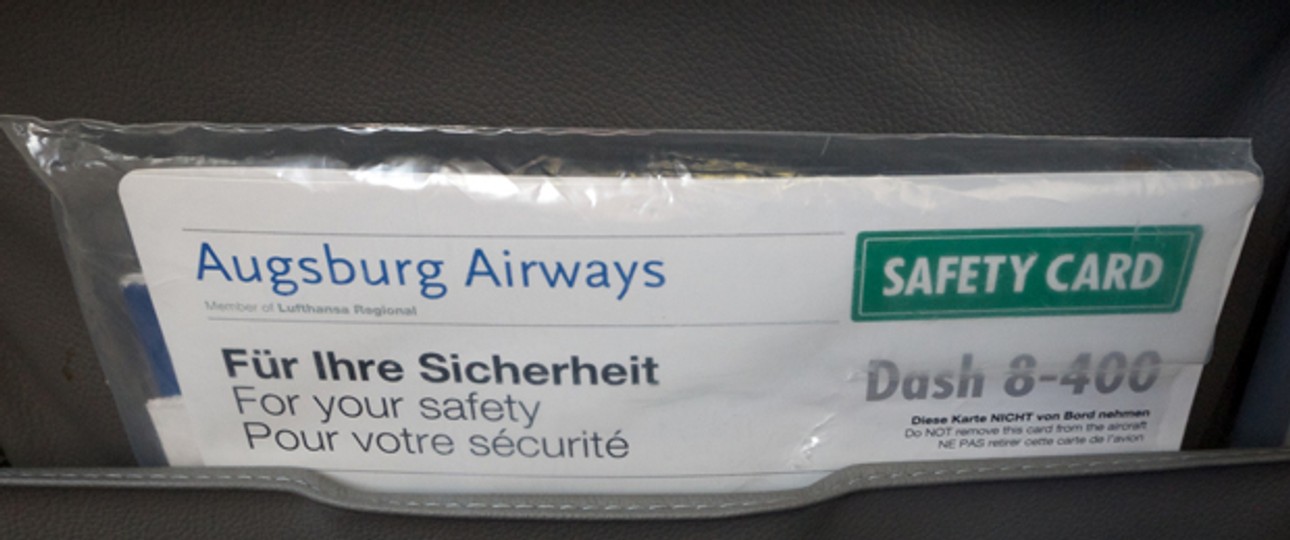 Augsburg Airways
Member of Lufthansa Regional
SAFETY CARD
Für Ihre Sicherheit
For your safety
Pour votre sécurité
Dash 8-400
Diese Karte NICHT von Bord nehmen
Do NOT remove this card from the aircraft
NE PAS retirer cette carte de l'avion